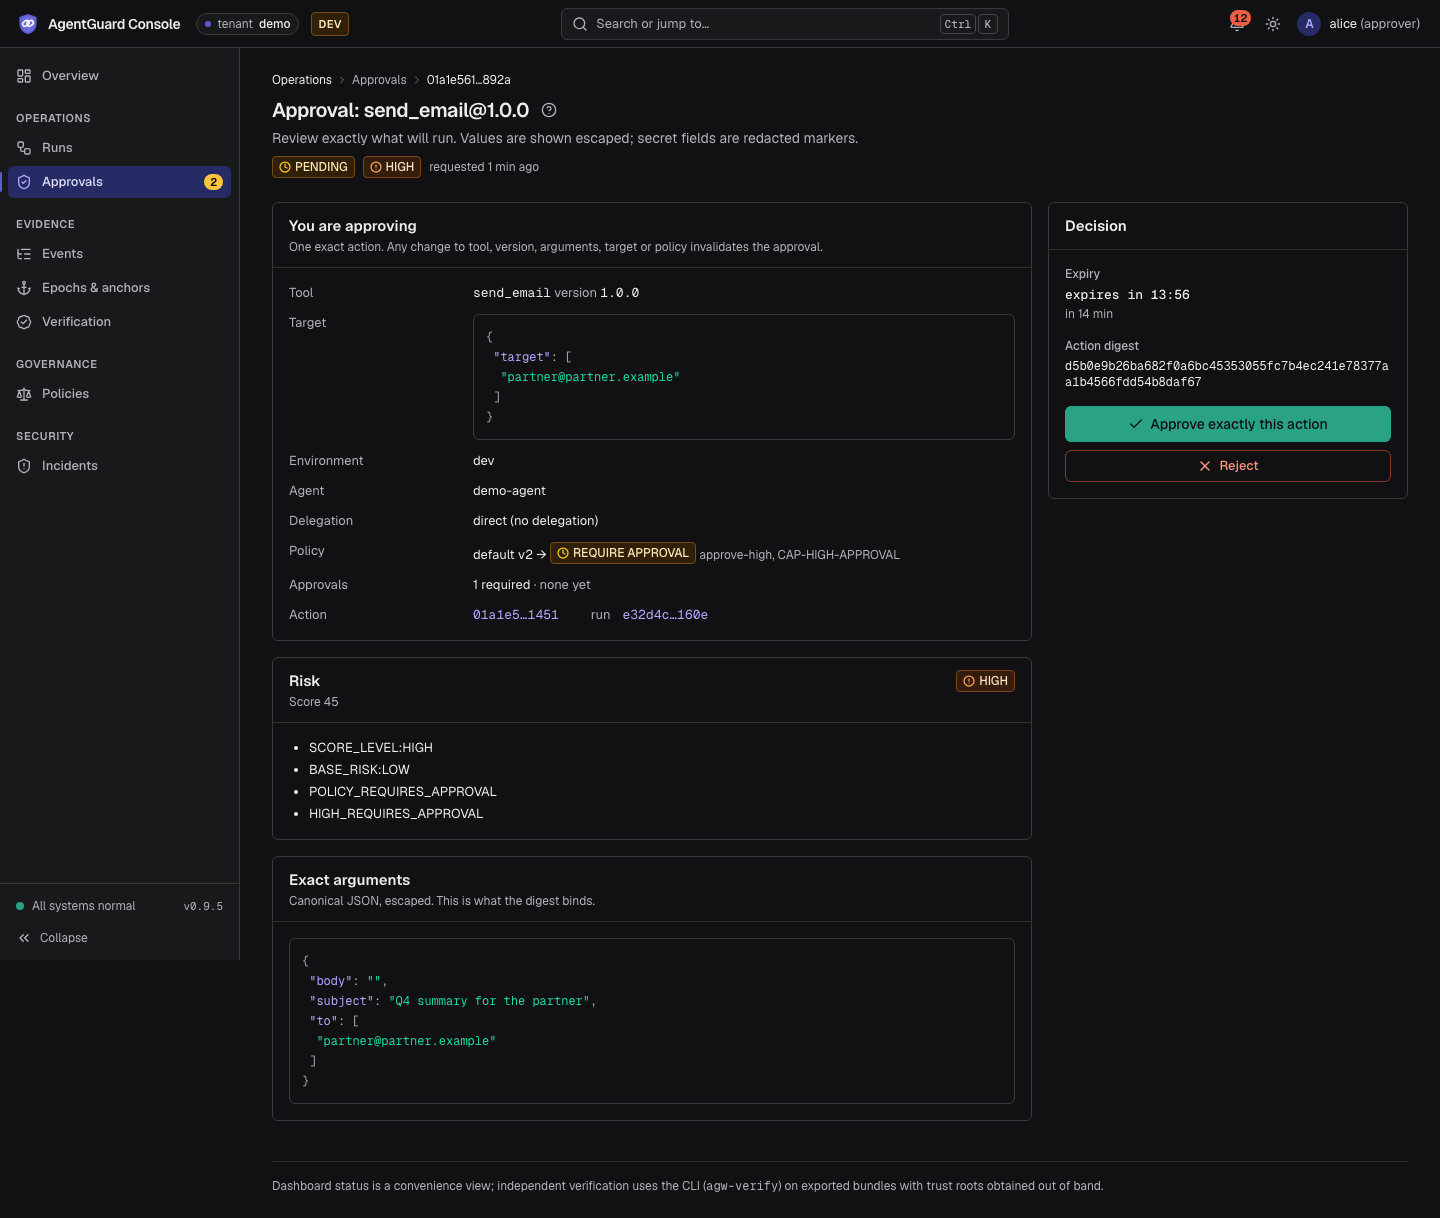 AgentGuard Console
tenant demo
DEV
Search or jump to…
Ctrl K
12
A
alice (approver)
Overview
OPERATIONS
Runs
Approvals
2
EVIDENCE
Events
Epochs & anchors
Verification
GOVERNANCE
Policies
SECURITY
Incidents
All systems normal
v0.9.5
Collapse
Operations > Approvals > 01a1e561…892a
Approval: send_email@1.0.0
Review exactly what will run. Values are shown escaped; secret fields are redacted markers.
PENDING
HIGH
requested 1 min ago
You are approving
One exact action. Any change to tool, version, arguments, target or policy invalidates the approval.
Tool
send_email version 1.0.0
Target
{
"target": [
"partner@partner.example"
]
}
Environment
dev
Agent
demo-agent
Delegation
direct (no delegation)
Policy
default v2 → REQUIRE APPROVAL approve-high, CAP-HIGH-APPROVAL
Approvals
1 required · none yet
Action
01a1e5…1451 run e32d4c…160e
Risk
Score 45
HIGH
SCORE_LEVEL:HIGH
BASE_RISK:LOW
POLICY_REQUIRES_APPROVAL
HIGH_REQUIRES_APPROVAL
Exact arguments
Canonical JSON, escaped. This is what the digest binds.
{
"body": "",
"subject": "Q4 summary for the partner",
"to": [
"partner@partner.example"
]
}
Decision
Expiry
expires in 13:56
in 14 min
Action digest
d5b0e9b26ba682f0a6bc45353055fc7b4ec241e78377a
a1b4566fdd54b8daf67
Approve exactly this action
Reject
Dashboard status is a convenience view; independent verification uses the CLI (agw-verify) on exported bundles with trust roots obtained out of band.